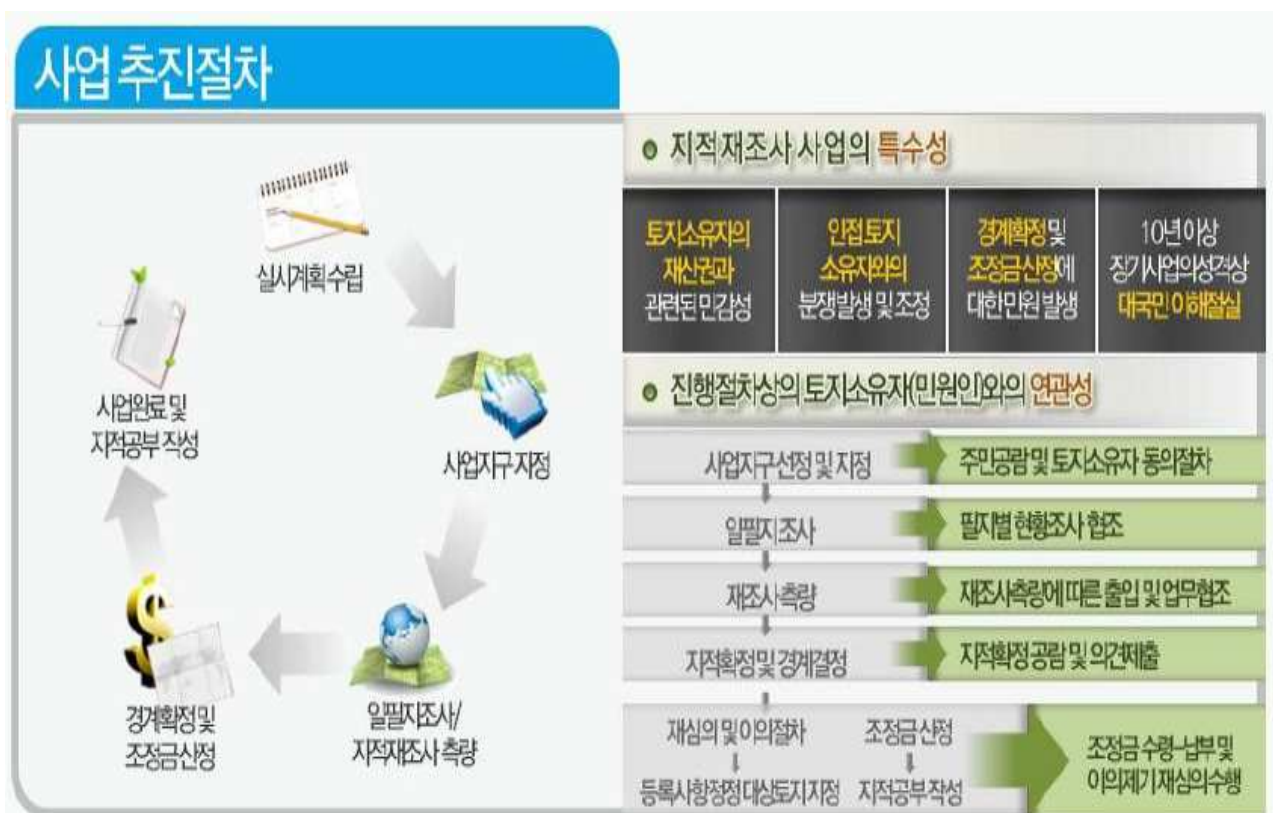 사업 추진절차
실시계획 수립
사업지구 지정
일필지조사/
지적재조사 측량
경계확정 및
조정금 산정
사업완료 및
지적공부 작성
지적재조사 사업의 특수성
토지소유자의
재산권과
관련된 민감성
인접 토지
소유자와의
분쟁발생 및 조정
경계확정 및
조정금 산정에
대한 민원 발생
10년 이상
장기사업의 성격상
대국민 이해절실
진행절차상의 토지소유자(민원인)와의 연관성
사업지구 선정 및 지정
주민공람 및 토지소유자 동의절차
일필지 조사
필지별 현황조사 협조
재조사 측량
재조사측량에 따른 출입 및 업무협조
지적확정 및 경계결정
지적확정 공람 및 의견제출
재심의 및 이의절차
등록사항정정 대상토지 지정
조정금 산정
지적공부 작성
조정금 수령-납부 및
이의제기 재심의 수행